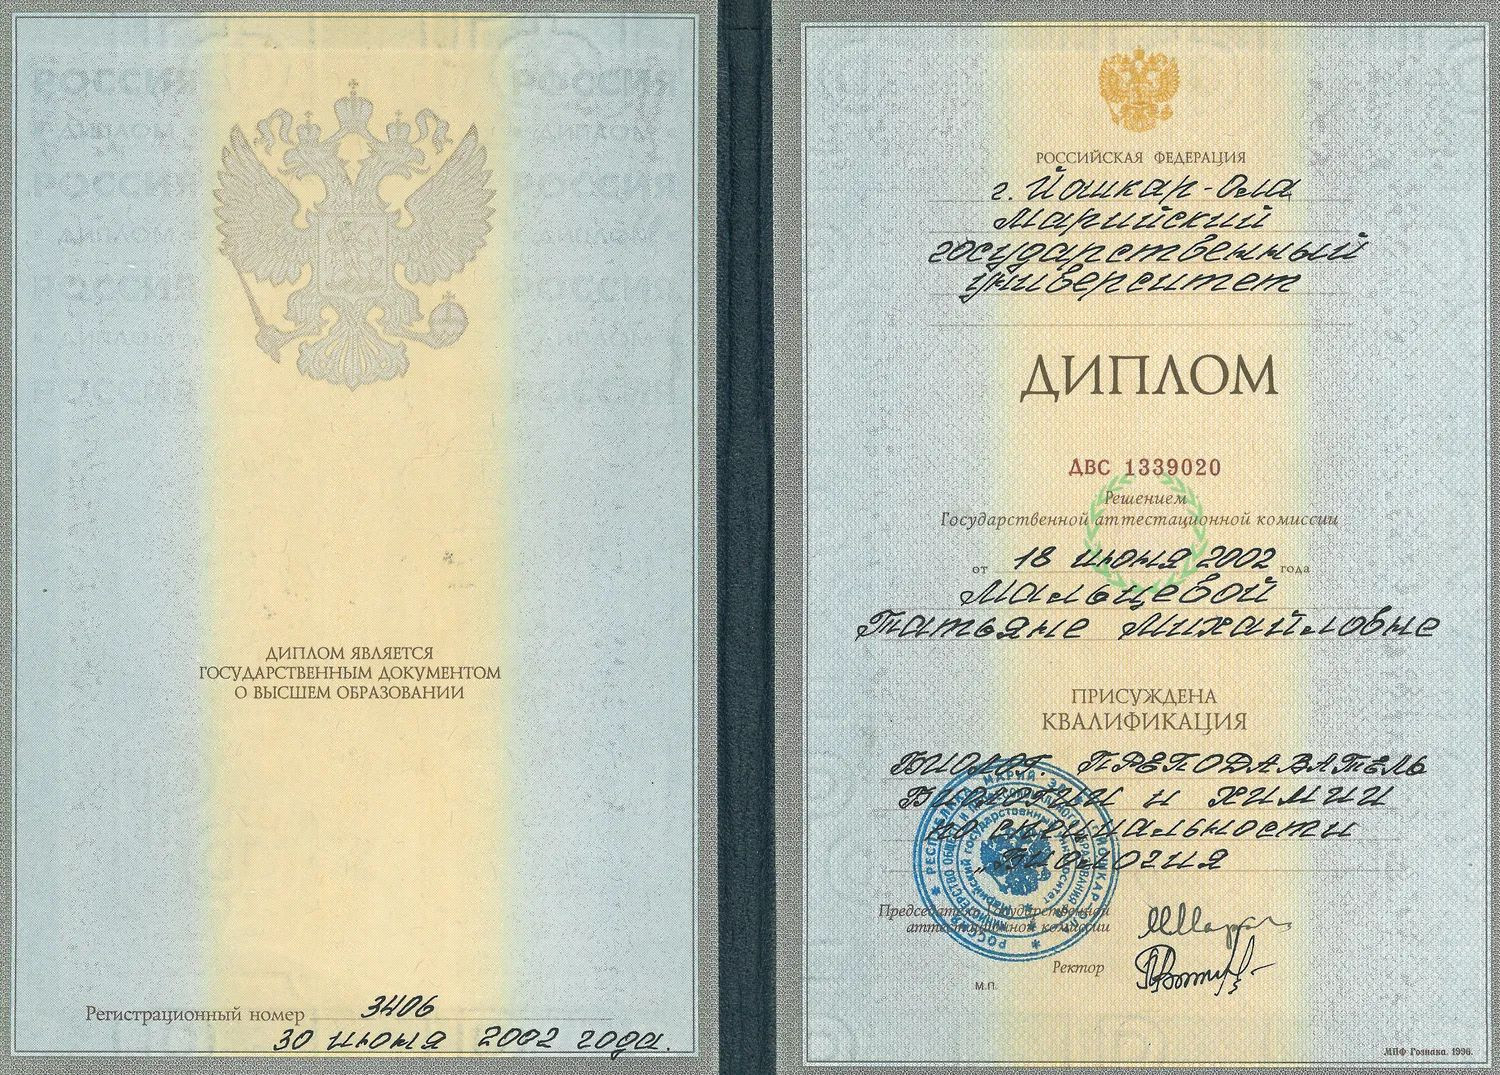 ДИПЛОМ ЯВЛЯЕТСЯ
ГОСУДАРСТВЕННЫМ ДОКУМЕНТОМ
О ВЫСШЕМ ОБРАЗОВАНИИ
Регистрационный номер 3406
30 июня 2002 года.
РОССИЙСКАЯ ФЕДЕРАЦИЯ
г. Йошкар-Ола
Марийский
государственный
университет
ДИПЛОМ
ДВС 1339020
Решением
Государственной аттестационной комиссии
от 18 июня 2002 года
Мальцевой
Татьяне Михайловне
ПРИСУЖДЕНА
КВАЛИФИКАЦИЯ
БИОЛОГ. ПРЕПОДАВАТЕЛЬ
БИОЛОГИИ И ХИМИИ
по специальности
„Биология
Председатель Государственной
аттестационной комиссии
Ректор
М.П.
МПФ Гознака. 1996.